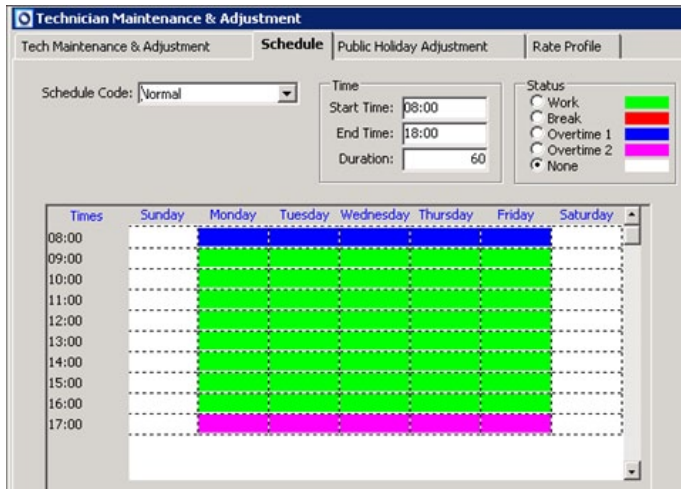 Technician Maintenance & Adjustment
Tech Maintenance & Adjustment Schedule Public Holiday Adjustment Rate Profile
Schedule Code: Normal
Time
Start Time: 08:00
End Time: 18:00
Duration: 60
Status
Work
Break
Overtime 1
Overtime 2
None
Times Sunday Monday Tuesday Wednesday Thursday Friday Saturday
08:00
09:00
10:00
11:00
12:00
13:00
14:00
15:00
16:00
17:00